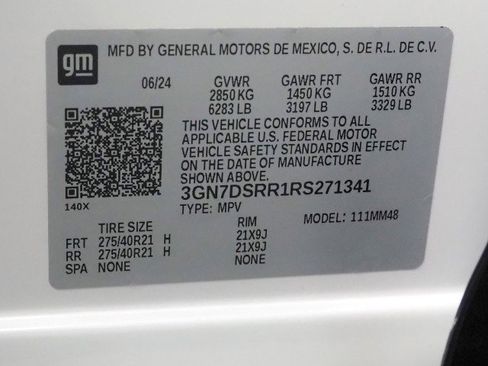 gm
MFD BY GENERAL MOTORS DE MEXICO, S. DE R.L. DE C.V.
06/24 GVWR GAWR FRT GAWR RR
2850 KG 1450 KG 1510 KG
6283 LB 3197 LB 3329 LB
THIS VEHICLE CONFORMS TO ALL
APPLICABLE U.S. FEDERAL MOTOR
VEHICLE SAFETY STANDARDS IN EFFECT
ON THE DATE OF MANUFACTURE
SHOWN ABOVE.
3GN7DSRR1RS271341
140X TYPE: MPV MODEL: 111MM48
TIRE SIZE RIM
FRT 275/40R21 H 21X9J
RR 275/40R21 H 21X9J
SPA NONE NONE